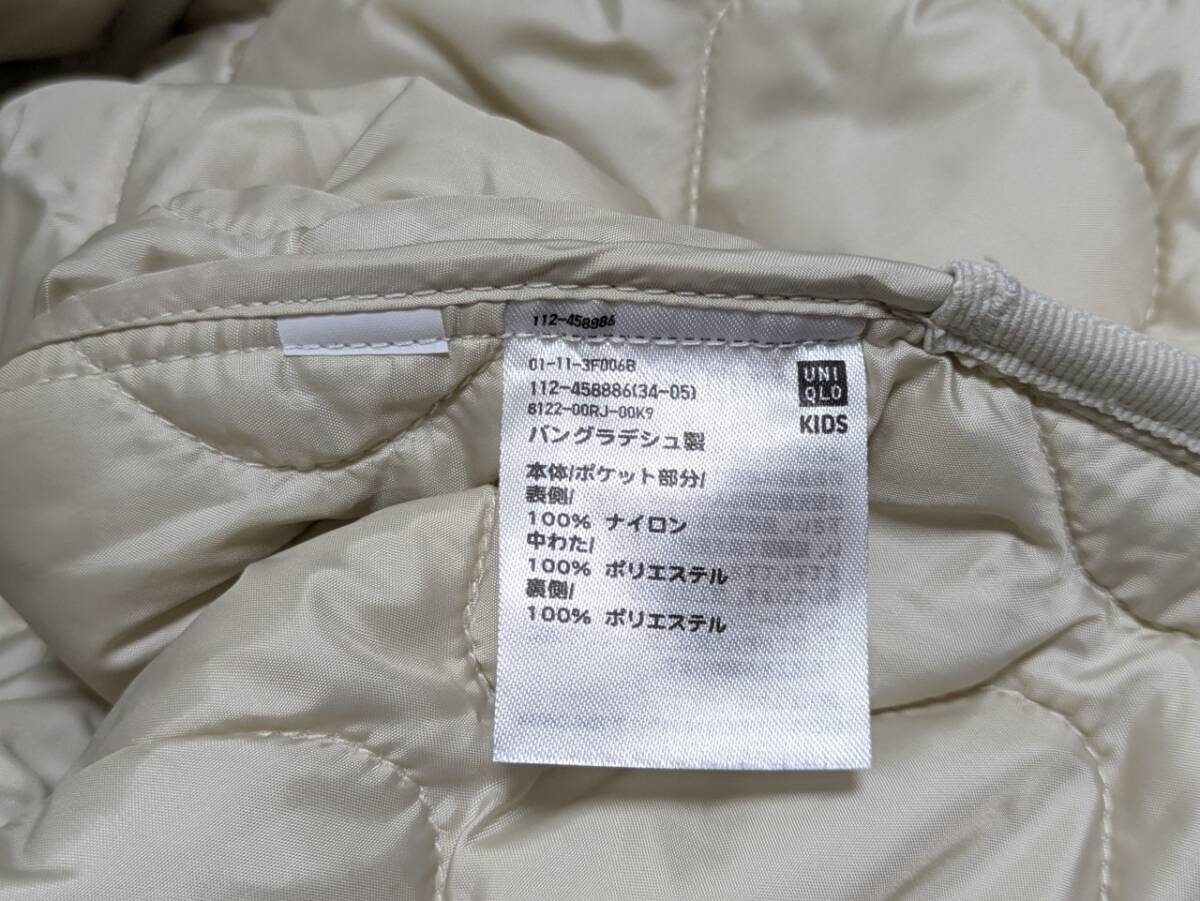 112-458886
01-11-3F006B
112-458886(34-05)
8122-00RJ-00K9
バングラデシュ製
UNI
QLO
KIDS
本体/ポケット部分/
表側/
100% ナイロン
中わた/
100% ポリエステル
裏側/
100% ポリエステル